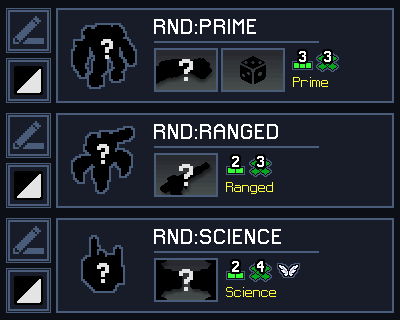 RND:PRIME
?
?
3 3
Prime
RND:RANGED
?
?
2 3
Ranged
RND:SCIENCE
?
?
2 4
Science